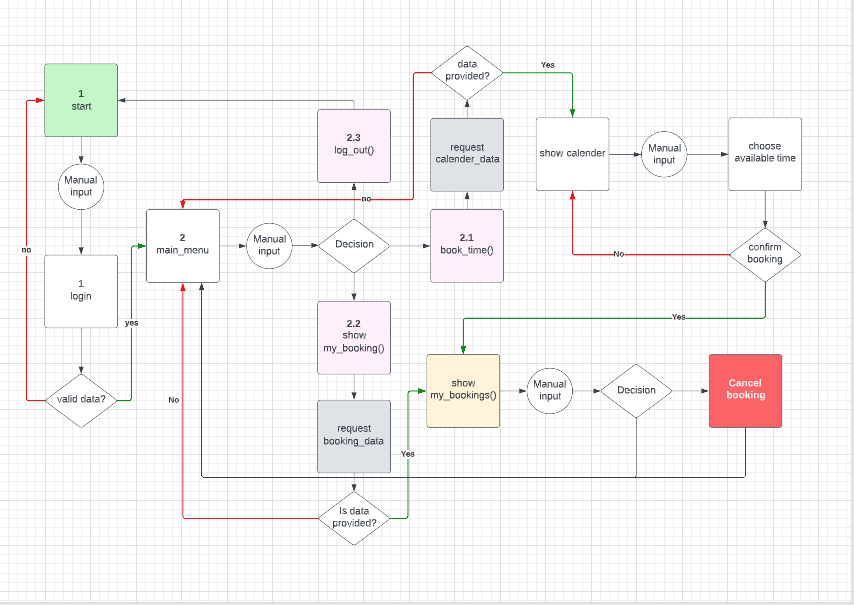 data
provided?
Yes
1
start
2.3
log_out()
request
calender_data
show calender
Manual
input
choose
available time
Manual
input
no
2
main_menu
Manual
input
Decision
2.1
book_time()
no
1
login
No
confirm
booking
yes
2.2
show
my_booking()
Yes
valid data?
No
show
my_bookings()
Manual
input
Decision
Cancel
booking
request
booking_data
Yes
Is data
provided?